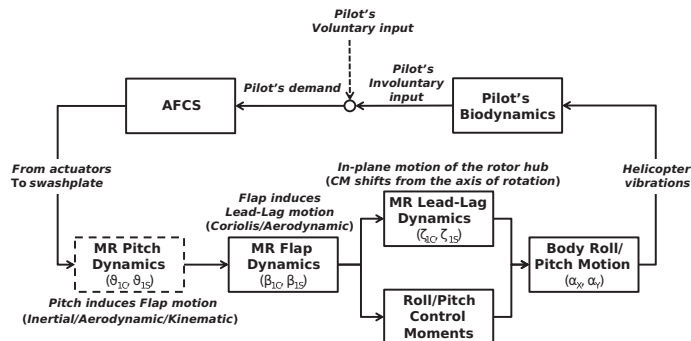 Pilot's
Voluntary input
AFCS
Pilot's demand
Pilot's
Involuntary
input
Pilot's
Biodynamics
From actuators
To swashplate
In-plane motion of the rotor hub
(CM shifts from the axis of rotation)
Helicopter
vibrations
Flap induces
Lead-Lag motion
(Coriolis/Aerodynamic)
MR Lead-Lag
Dynamics
(ζ1C, ζ1S)
MR Pitch
Dynamics
(ϑ1C, ϑ1S)
MR Flap
Dynamics
(β1C, β1S)
Body Roll/
Pitch Motion
(αX, αY)
Pitch induces Flap motion
(Inertial/Aerodynamic/Kinematic)
Roll/Pitch
Control
Moments